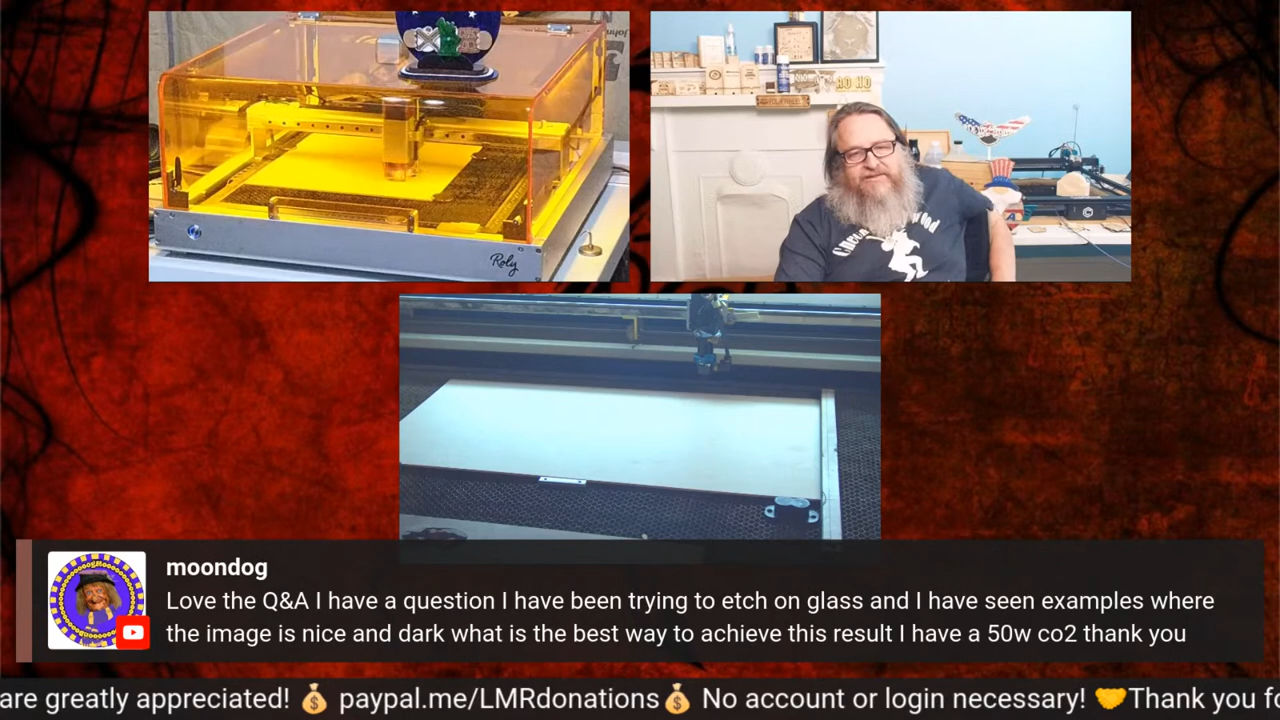 HO HO
Roly
moondog
Love the Q&A I have a question I have been trying to etch on glass and I have seen examples where
the image is nice and dark what is the best way to achieve this result I have a 50w co2 thank you
are greatly appreciated! 💰 paypal.me/LMRdonations💰 No account or login necessary! 🤝Thank you fo